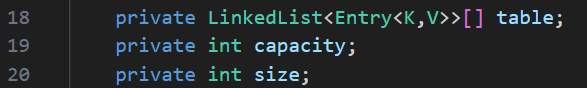 18 private LinkedList<Entry<K,V>>[] table;
19 private int capacity;
20 private int size;